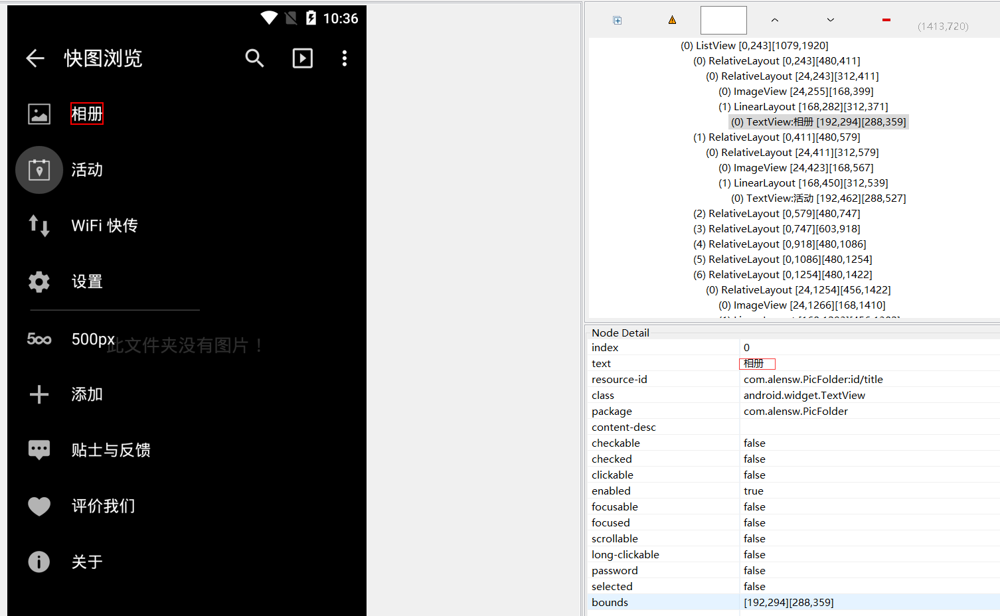 10:36
快图浏览
相册
活动
WiFi 快传
设置
500px
此文件夹没有图片！
添加
贴士与反馈
评价我们
关于
(1413,720)
(0) ListView [0,243][1079,1920]
(0) RelativeLayout [0,243][480,411]
(0) RelativeLayout [24,243][312,411]
(0) ImageView [24,255][168,399]
(1) LinearLayout [168,282][312,371]
(0) TextView:相册 [192,294][288,359]
(1) RelativeLayout [0,411][480,579]
(0) RelativeLayout [24,411][312,579]
(0) ImageView [24,423][168,567]
(1) LinearLayout [168,450][312,539]
(0) TextView:活动 [192,462][288,527]
(2) RelativeLayout [0,579][480,747]
(3) RelativeLayout [0,747][603,918]
(4) RelativeLayout [0,918][480,1086]
(5) RelativeLayout [0,1086][480,1254]
(6) RelativeLayout [0,1254][480,1422]
(0) RelativeLayout [24,1254][456,1422]
(0) ImageView [24,1266][168,1410]
Node Detail
index 0
text 相册
resource-id com.alensw.PicFolder:id/title
class android.widget.TextView
package com.alensw.PicFolder
content-desc
checkable false
checked false
clickable false
enabled true
focusable false
focused false
scrollable false
long-clickable false
password false
selected false
bounds [192,294][288,359]